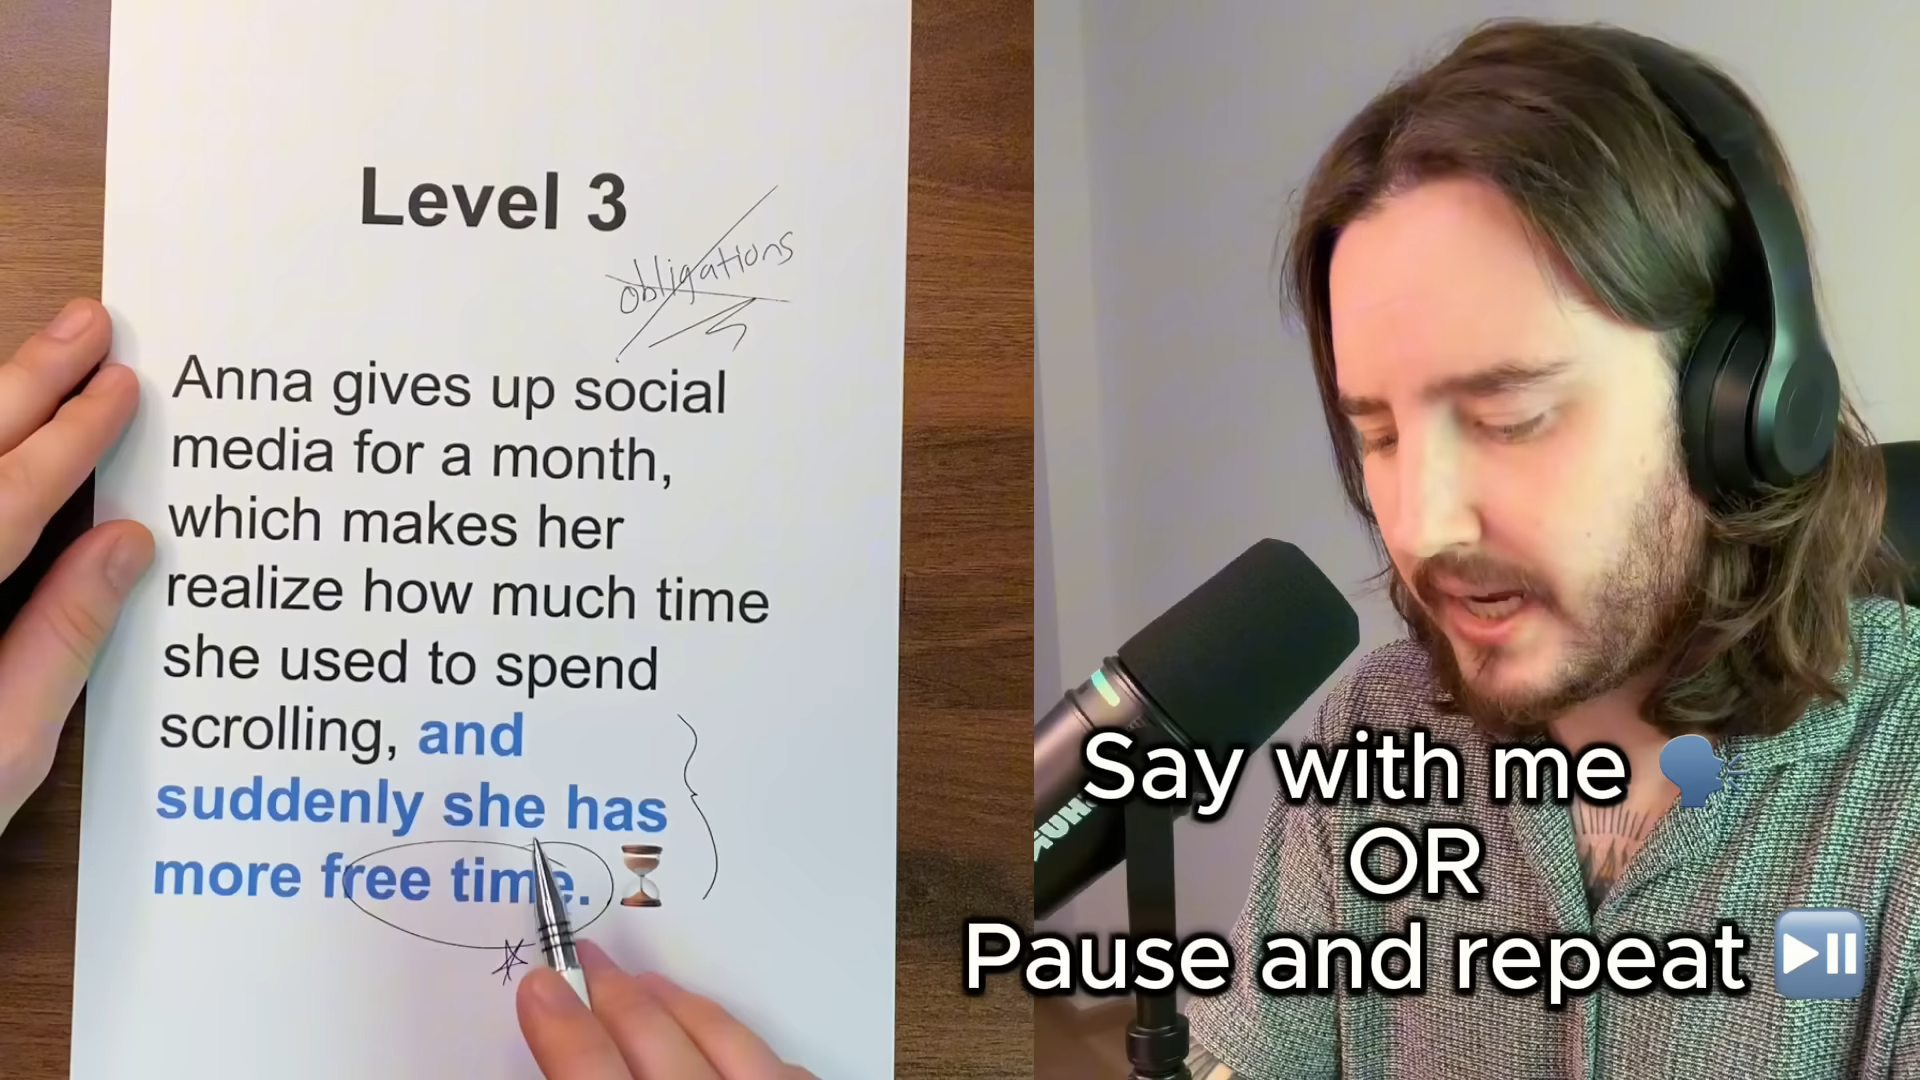 Level 3
obligations
Anna gives up social
media for a month,
which makes her
realize how much time
she used to spend
scrolling, and
suddenly she has
more free time.
Say with me
OR
Pause and repeat